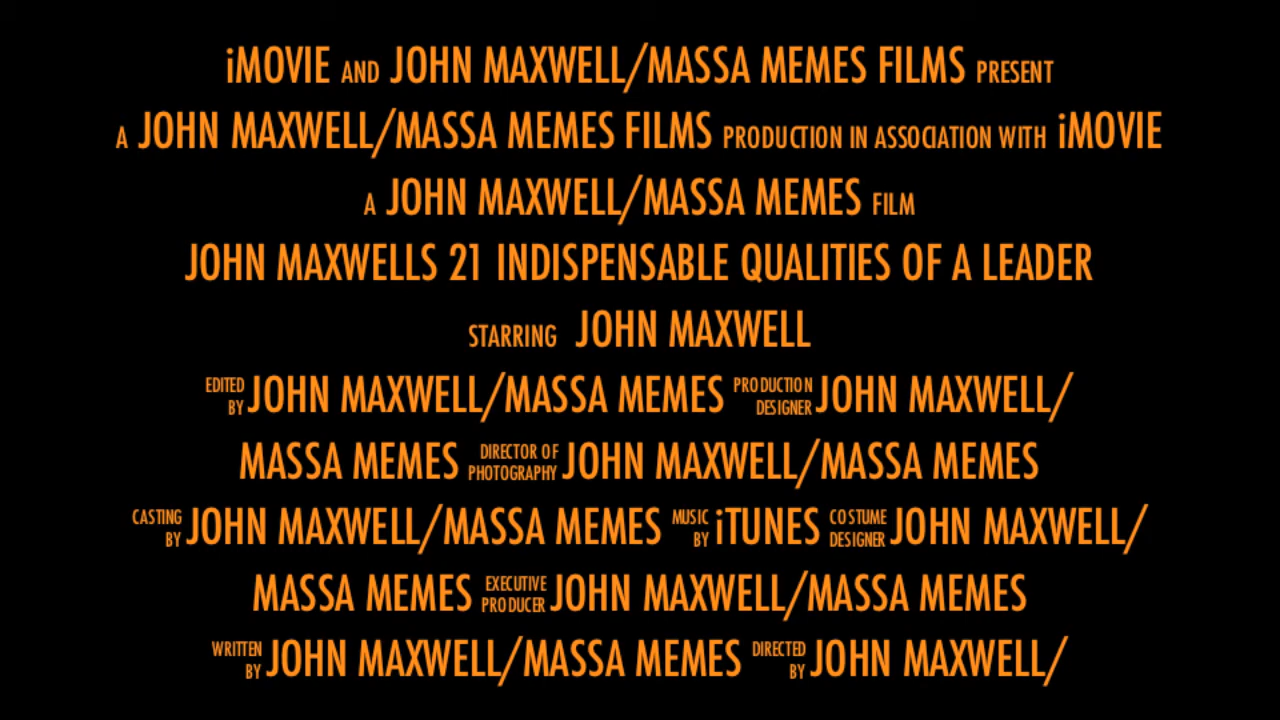 iMOVIE AND JOHN MAXWELL/MASSA MEMES FILMS PRESENT
A JOHN MAXWELL/MASSA MEMES FILMS PRODUCTION IN ASSOCIATION WITH iMOVIE
A JOHN MAXWELL/MASSA MEMES FILM
JOHN MAXWELLS 21 INDISPENSABLE QUALITIES OF A LEADER
STARRING JOHN MAXWELL
EDITED BY JOHN MAXWELL/MASSA MEMES PRODUCTION DESIGNER JOHN MAXWELL/
MASSA MEMES DIRECTOR OF PHOTOGRAPHY JOHN MAXWELL/MASSA MEMES
CASTING BY JOHN MAXWELL/MASSA MEMES MUSIC BY iTUNES COSTUME DESIGNER JOHN MAXWELL/
MASSA MEMES EXECUTIVE PRODUCER JOHN MAXWELL/MASSA MEMES
WRITTEN BY JOHN MAXWELL/MASSA MEMES DIRECTED BY JOHN MAXWELL/